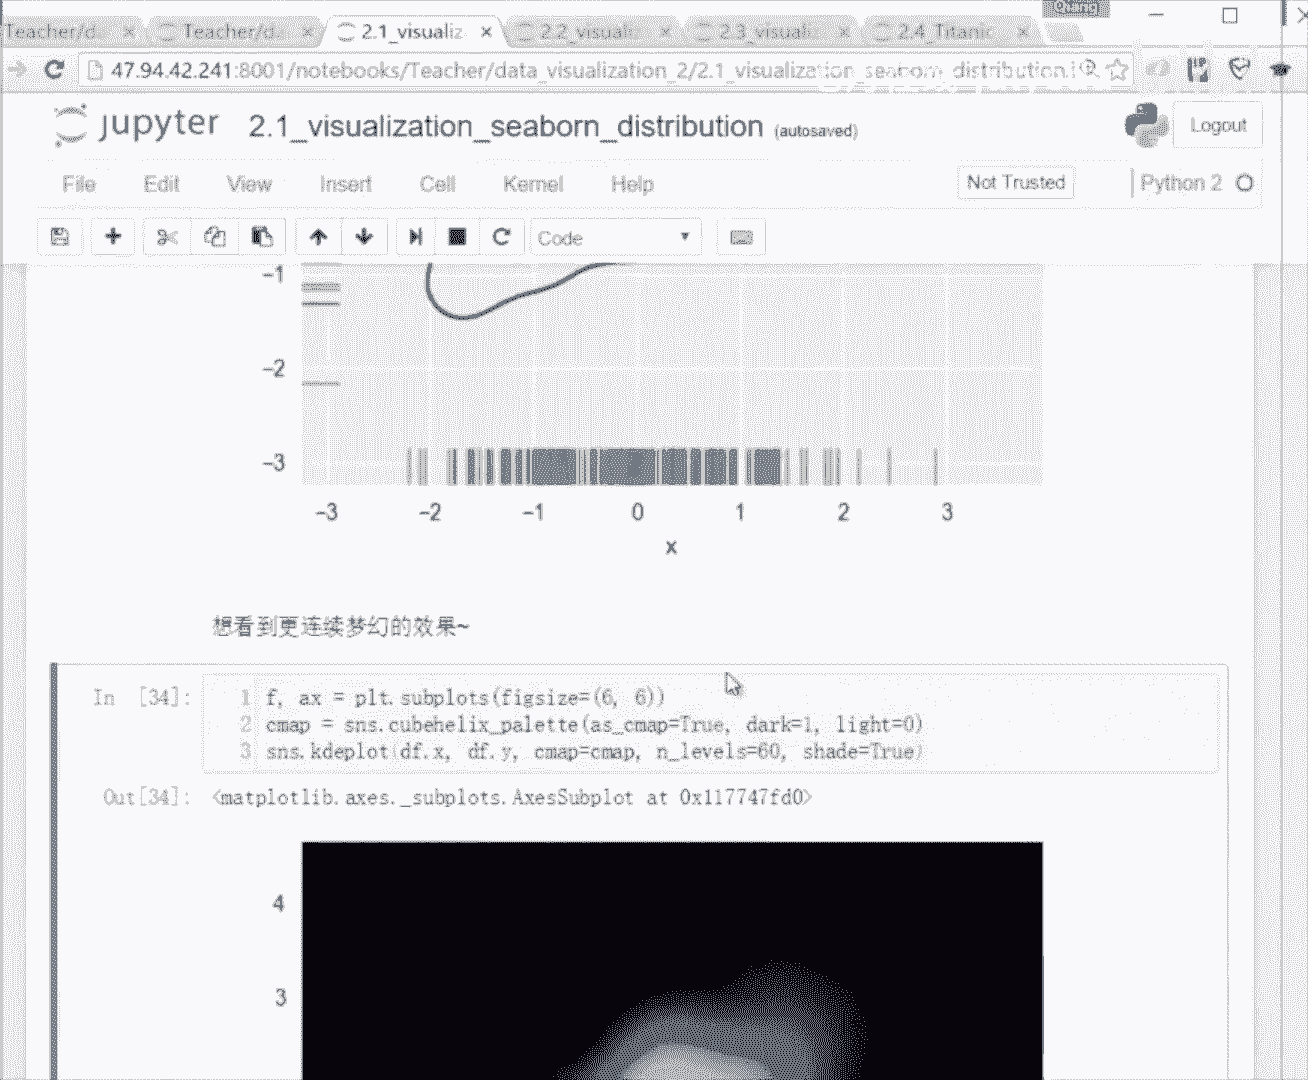 Qiang
Teacher/da Teacher/da 2.1_visualiz 2.2_visuali 2.3_visuali 2.4_Titanic
47.94.42.241:8001/notebooks/Teacher/data_visualization_2/2.1_visualization_seaborn_distribution.i
jupyter 2.1_visualization_seaborn_distribution (autosaved) Logout
File Edit View Insert Cell Kernel Help Not Trusted Python 2
Code
−1
−2
−3
−3 −2 −1 0 1 2 3
x
想看到更连续梦幻的效果~
In [34]: 1 f, ax = plt.subplots(figsize=(6, 6))
2 cmap = sns.cubehelix_palette(as_cmap=True, dark=1, light=0)
3 sns.kdeplot(df.x, df.y, cmap=cmap, n_levels=60, shade=True)
Out[34]: <matplotlib.axes._subplots.AxesSubplot at 0x117747fd0>
4
3